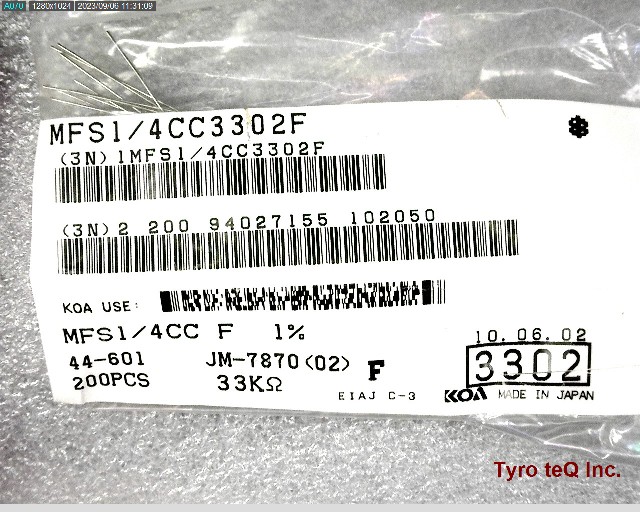 A070 1280x1024 2023/09/06 11:31:09
MFS1/4CC3302F
(3N)1MFS1/4CC3302F
(3N)2 200 94027155 102050
KOA USE:
MFS1/4CC F 1%
10.06.02
44-601 JM-7870(02) F 3302
200PCS 33KΩ
EIAJ C-3 KOA MADE IN JAPAN
Tyro teQ Inc.